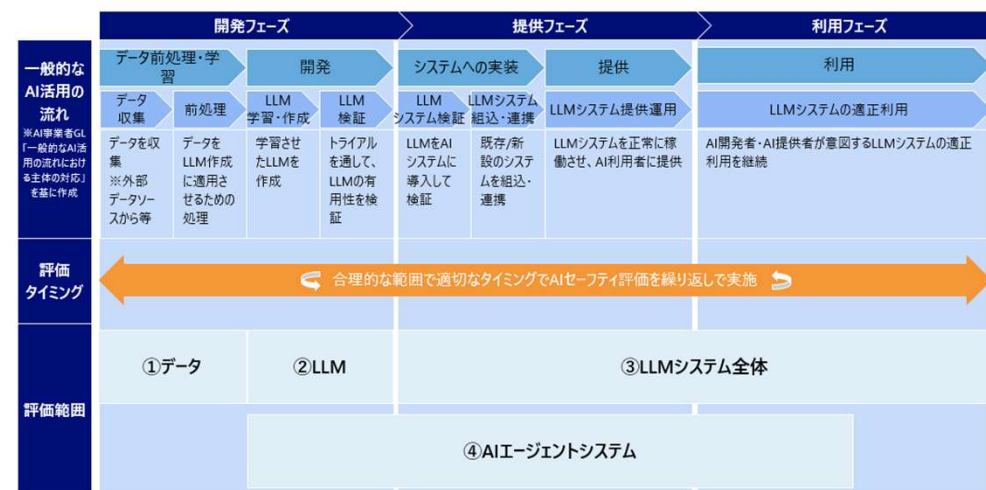 開発フェーズ
提供フェーズ
利用フェーズ
一般的な
AI活用の
流れ
※AI事業者GL
「一般的なAI活
用の流れにおけ
る主体の対応」
を基に作成
データ前処理・学
習
開発
システムへの実装
提供
利用
データ
収集
前処理
LLM
学習・作成
LLM
検証
LLM
システム検証
LLMシステム
組込・連携
LLMシステム提供運用
LLMシステムの適正利用
データを収
集
※外部
データソー
スから等
データを
LLM作成
に適用さ
せるための
処理
学習させ
たLLMを
作成
トライアル
を通して、
LLMの有
用性を検
証
LLMをAI
システムに
導入して
検証
既存/新
設のシステ
ムを組込・
連携
LLMシステムを正常に稼
働させ、AI利用者に提供
AI開発者・AI提供者が意図するLLMシステムの適正
利用を継続
評価
タイミング
合理的な範囲で適切なタイミングでAIセーフティ評価を繰り返しで実施
評価範囲
①データ
②LLM
③LLMシステム全体
④AIエージェントシステム